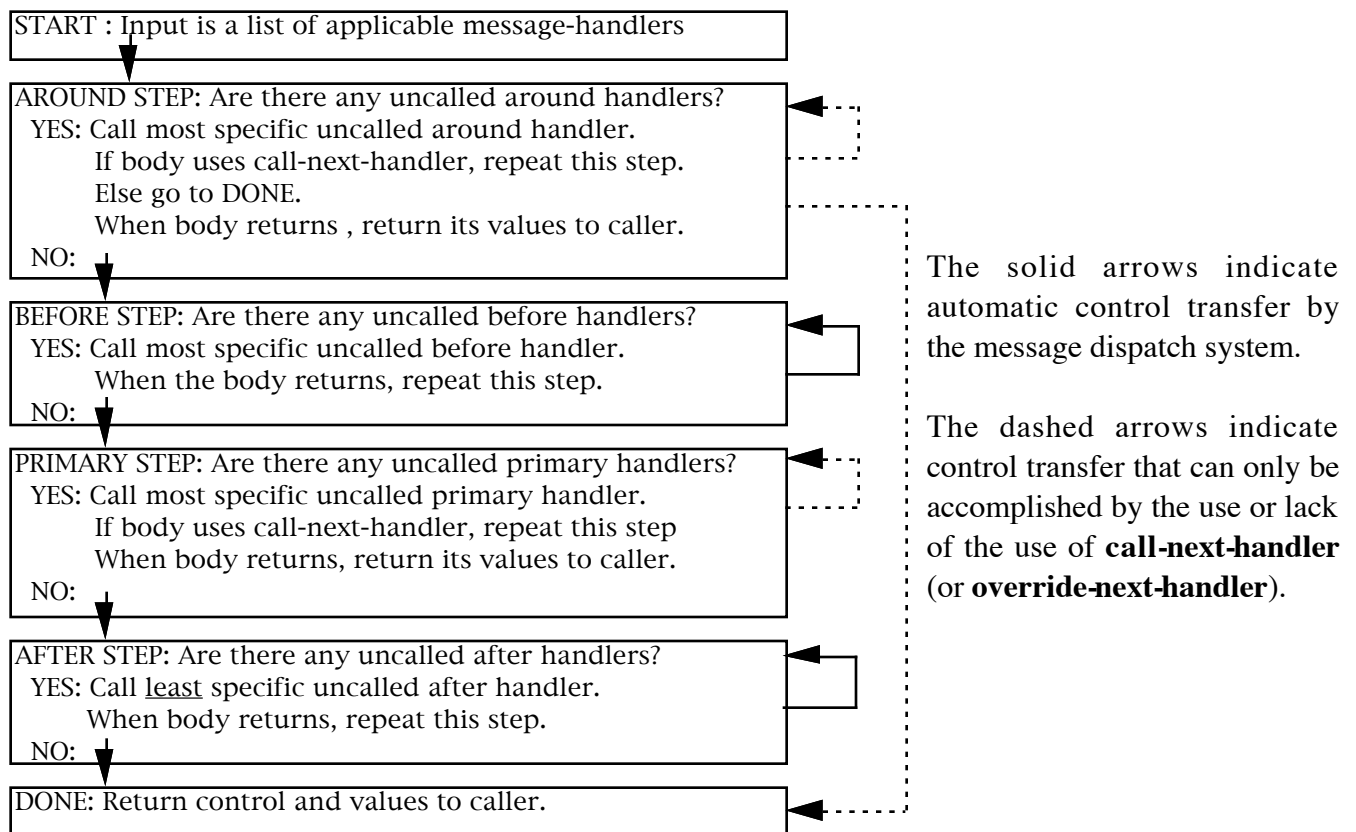 START : Input is a list of applicable message-handlers
AROUND STEP: Are there any uncalled around handlers?
YES: Call most specific uncalled around handler.
If body uses call-next-handler, repeat this step.
Else go to DONE.
When body returns , return its values to caller.
NO:
BEFORE STEP: Are there any uncalled before handlers?
YES: Call most specific uncalled before handler.
When the body returns, repeat this step.
NO:
PRIMARY STEP: Are there any uncalled primary handlers?
YES: Call most specific uncalled primary handler.
If body uses call-next-handler, repeat this step
When body returns, return its values to caller.
NO:
AFTER STEP: Are there any uncalled after handlers?
YES: Call least specific uncalled after handler.
When body returns, repeat this step.
NO:
DONE: Return control and values to caller.
The solid arrows indicate
automatic control transfer by
the message dispatch system.
The dashed arrows indicate
control transfer that can only be
accomplished by the use or lack
of the use of call-next-handler
(or override-next-handler).